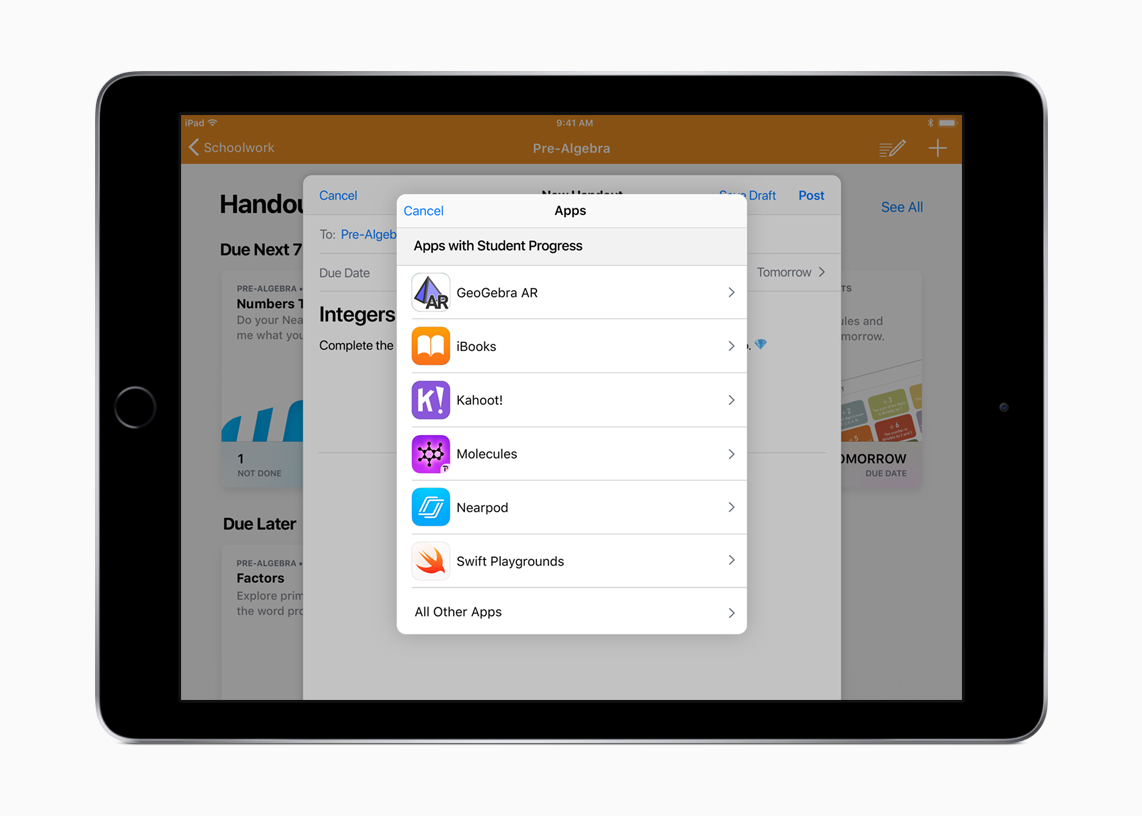 iPad
9:41 AM
Schoolwork
Pre-Algebra
Cancel
New Handout
Save Draft
Post
Handou
See All
Cancel
Apps
To: Pre-Algeb
Apps with Student Progress
Due Next 7
Due Date
Tomorrow
PRE-ALGEBRA •
Numbers T
Do your Nea
me what you
TS
ules and
morrow.
Integers
Complete the
AR
GeoGebra AR
iBooks
K!
Kahoot!
Molecules
Nearpod
Swift Playgrounds
All Other Apps
1
NOT DONE
OMORROW
DUE DATE
Due Later
PRE-ALGEBRA •
Factors
Explore prim
the word pro